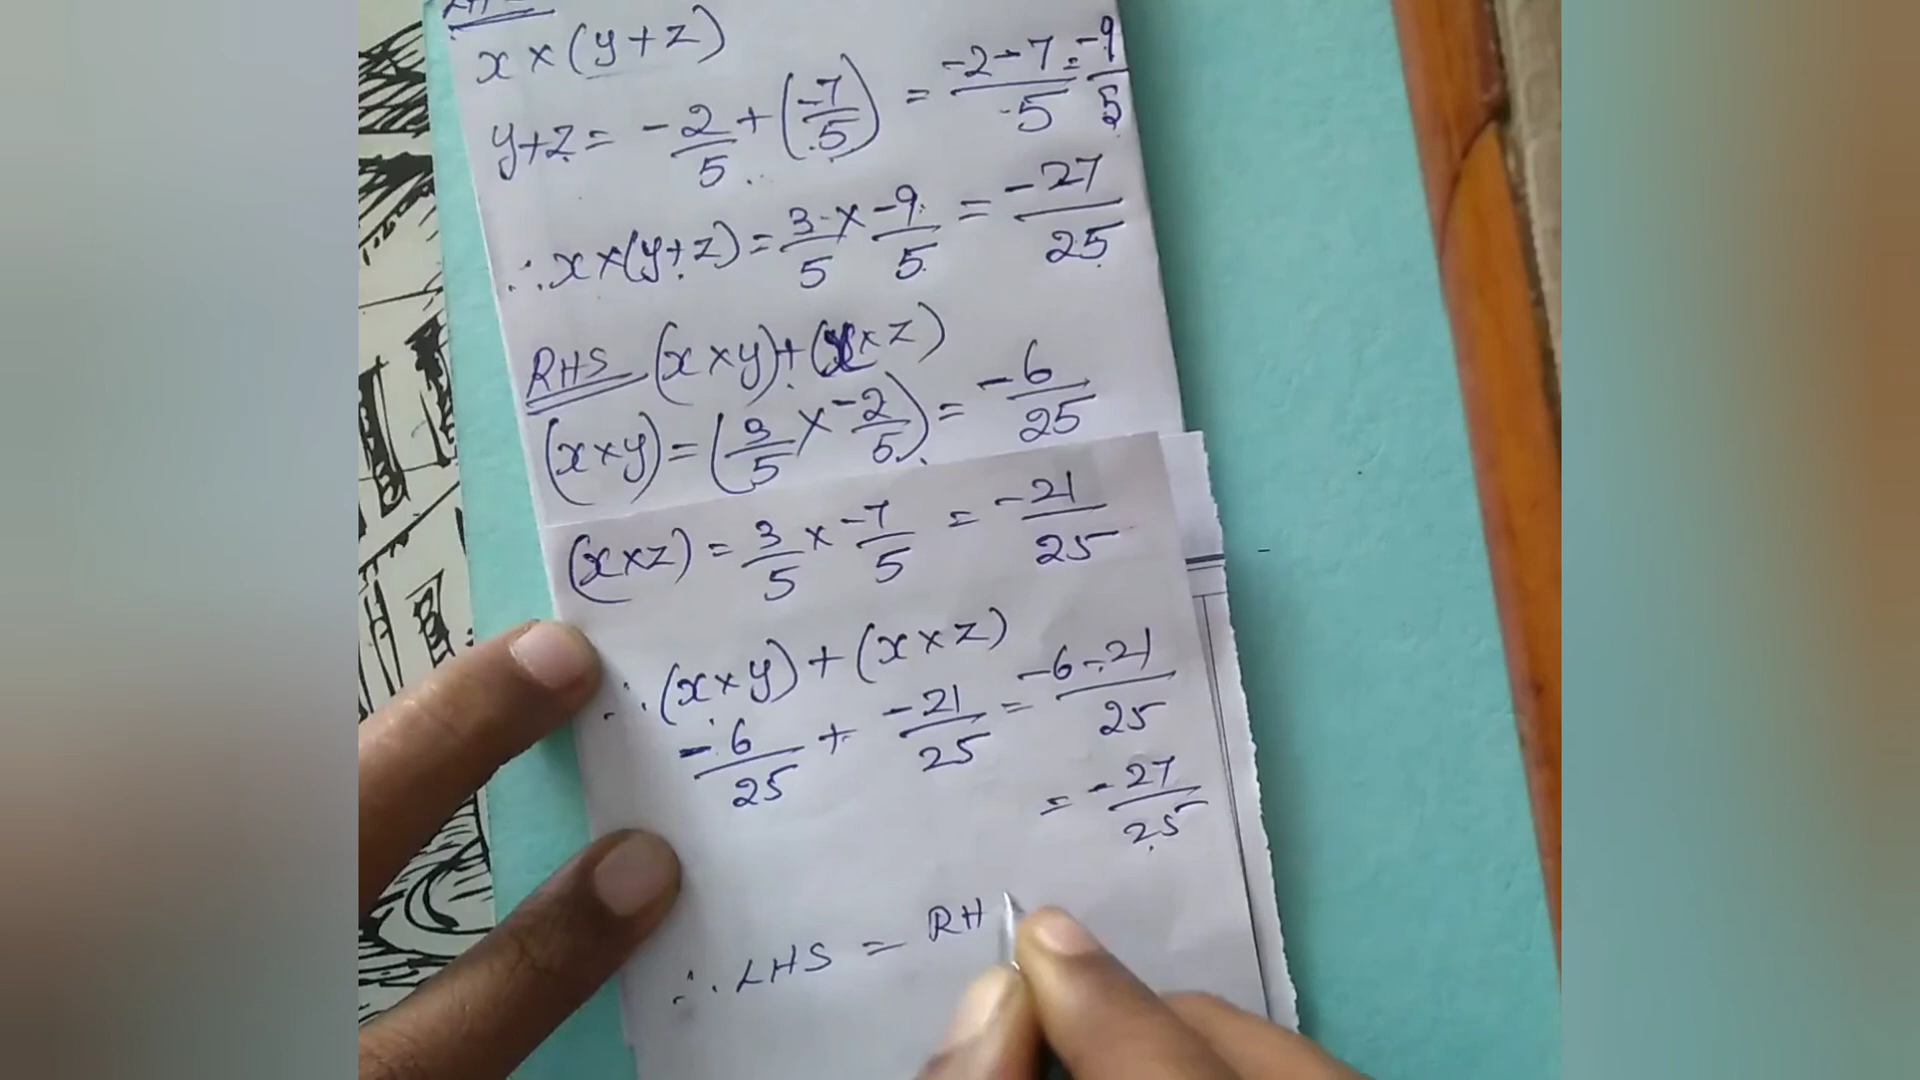 LHS
x × (y+z)
y+z = -2/5 + (-7/5) = -2-7/5 = -9/5
∴ x×(y+z) = 3/5 × -9/5 = -27/25
RHS (x×y)+(x×z)
(x×y) = (3/5 × -2/5) = -6/25
(x×z) = 3/5 × -7/5 = -21/25
∴ (x×y) + (x×z)
-6/25 + -21/25 = -6-21/25
= -27/25
∴ LHS = RH